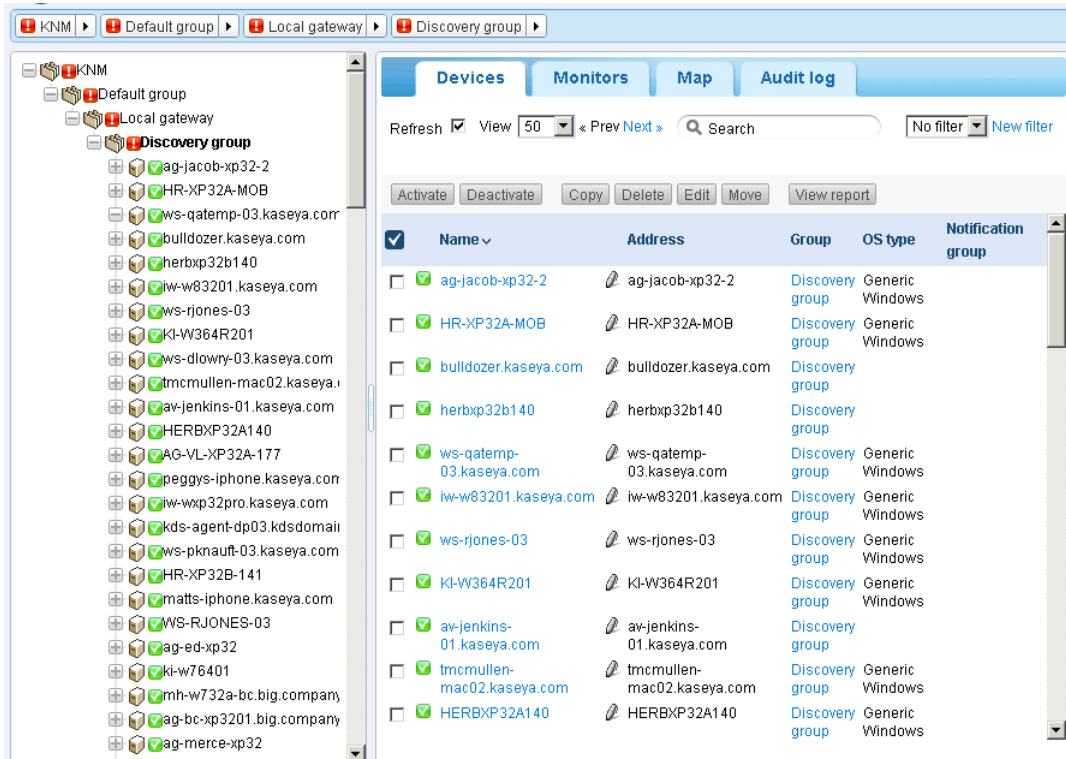 KNM Default group Local gateway Discovery group
KNM
Default group
Local gateway
Discovery group
ag-jacob-xp32-2
HR-XP32A-MOB
ws-qatemp-03.kaseya.com
bulldozer.kaseya.com
herbxp32b140
iw-w83201.kaseya.com
ws-rjones-03
KI-W364R201
ws-dlowry-03.kaseya.com
tmcmullen-mac02.kaseya.
av-jenkins-01.kaseya.com
HERBXP32A140
AG-VL-XP32A-177
peggys-iphone.kaseya.com
iw-wxp32pro.kaseya.com
kds-agent-dp03.kdsdomai
ws-pknauft-03.kaseya.com
HR-XP32B-141
matts-iphone.kaseya.com
WS-RJONES-03
ag-ed-xp32
ki-w76401
mh-w732a-bc.big.company
ag-bc-xp3201.big.company
ag-merce-xp32
Devices Monitors Map Audit log
Refresh View 50 « Prev Next » Search No filter New filter
Activate Deactivate Copy Delete Edit Move View report
Name Address Group OS type Notification
group
ag-jacob-xp32-2 ag-jacob-xp32-2 Discovery Generic
group Windows
HR-XP32A-MOB HR-XP32A-MOB Discovery Generic
group Windows
bulldozer.kaseya.com bulldozer.kaseya.com Discovery
group
herbxp32b140 herbxp32b140 Discovery
group
ws-qatemp- ws-qatemp- Discovery Generic
03.kaseya.com 03.kaseya.com group Windows
iw-w83201.kaseya.com iw-w83201.kaseya.com Discovery Generic
group Windows
ws-rjones-03 ws-rjones-03 Discovery Generic
group Windows
KI-W364R201 KI-W364R201 Discovery Generic
group Windows
av-jenkins- av-jenkins- Discovery
01.kaseya.com 01.kaseya.com group
tmcmullen- tmcmullen- Discovery Generic
mac02.kaseya.com mac02.kaseya.com group Windows
HERBXP32A140 HERBXP32A140 Discovery Generic
group Windows